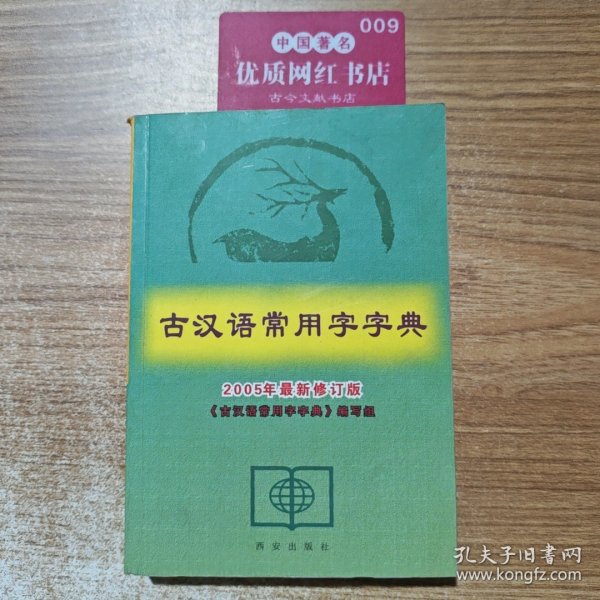 009
中国著名
优质网红书店
古今文献书店
古汉语常用字字典
2005年最新修订版
《古汉语常用字字典》编写组
西安出版社
孔夫子旧书网
www.kongfz.com